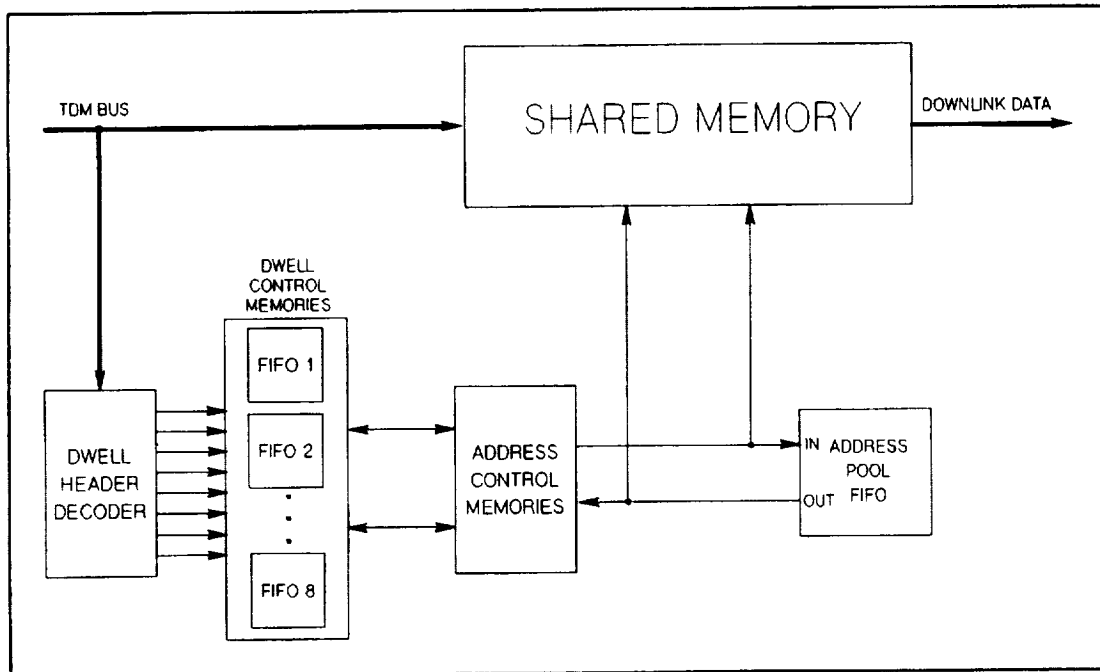 TDM BUS
SHARED MEMORY
DOWNLINK DATA
DWELL
CONTROL
MEMORIES
FIFO 1
FIFO 2
FIFO 8
DWELL
HEADER
DECODER
ADDRESS
CONTROL
MEMORIES
IN ADDRESS
POOL
FIFO
OUT